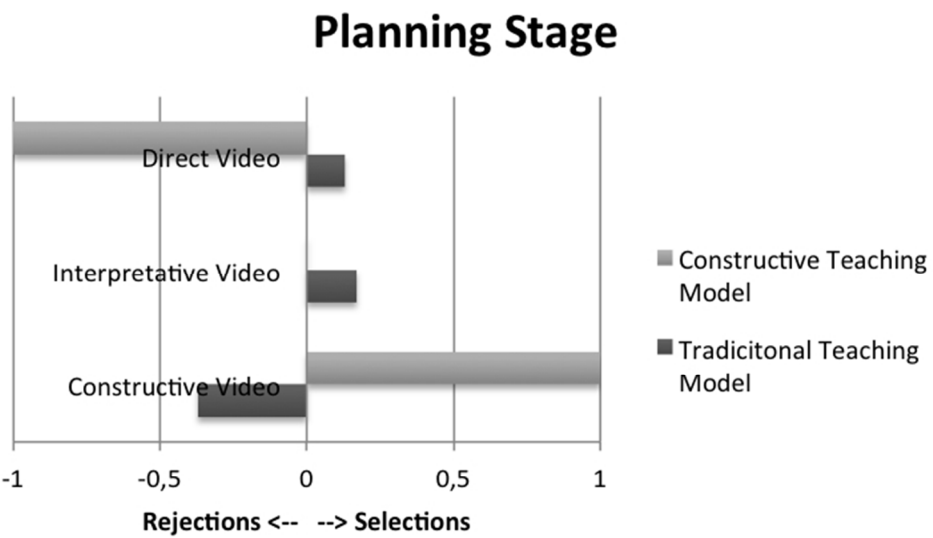 Planning Stage
Direct Video
Interpretative Video
Constructive Video
-1 -0,5 0 0,5 1
Rejections <-- --> Selections
Constructive Teaching
Model
Tradicitonal Teaching
Model